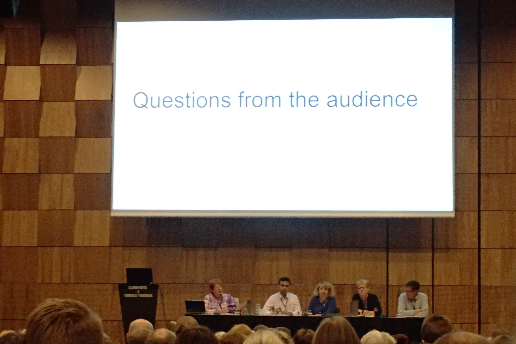 Questions from the audience